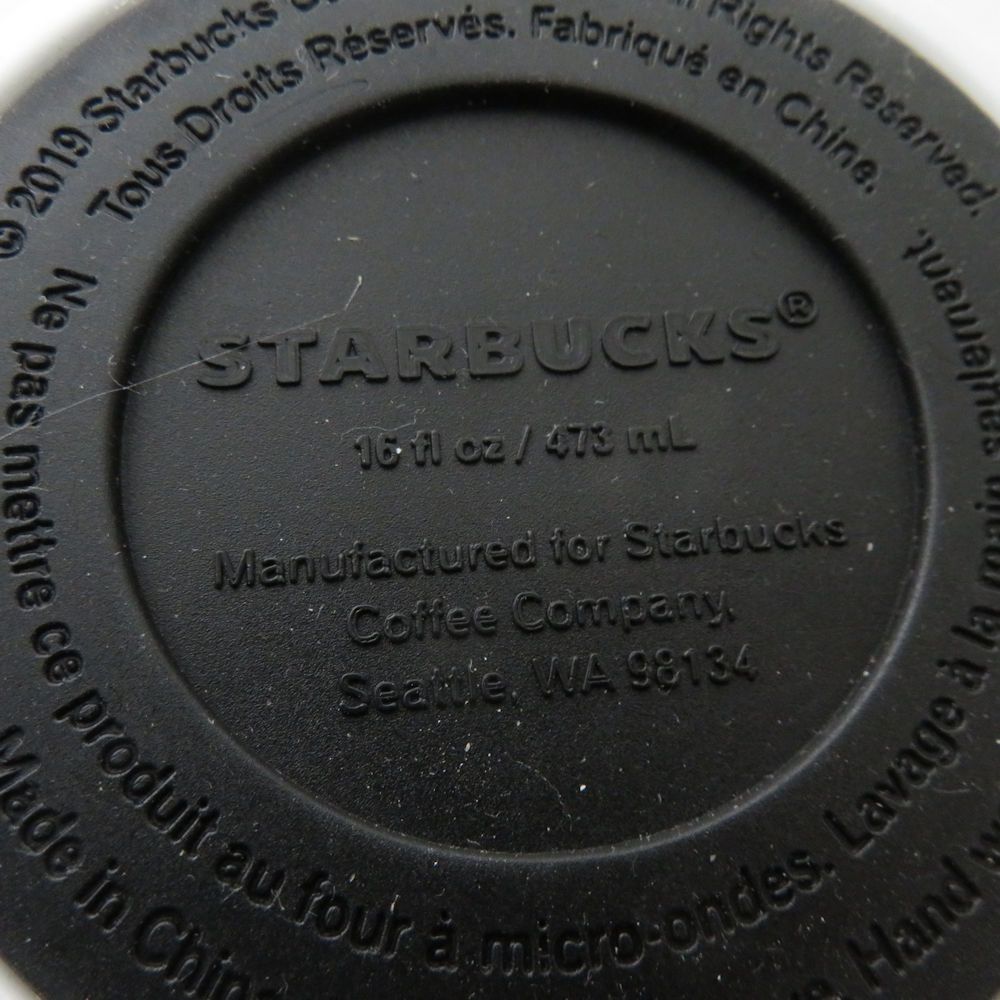 © 2019 Starbucks Rights Reserved.
Tous Droits Réservés. Fabriqué en Chine.
STARBUCKS®
16 fl oz / 473 mL
Manufactured for Starbucks
Coffee Company,
Seattle, WA 98134
Ne pas mettre ce produit au four à micro-ondes. Lavage à la main seulement.
Made in Hand